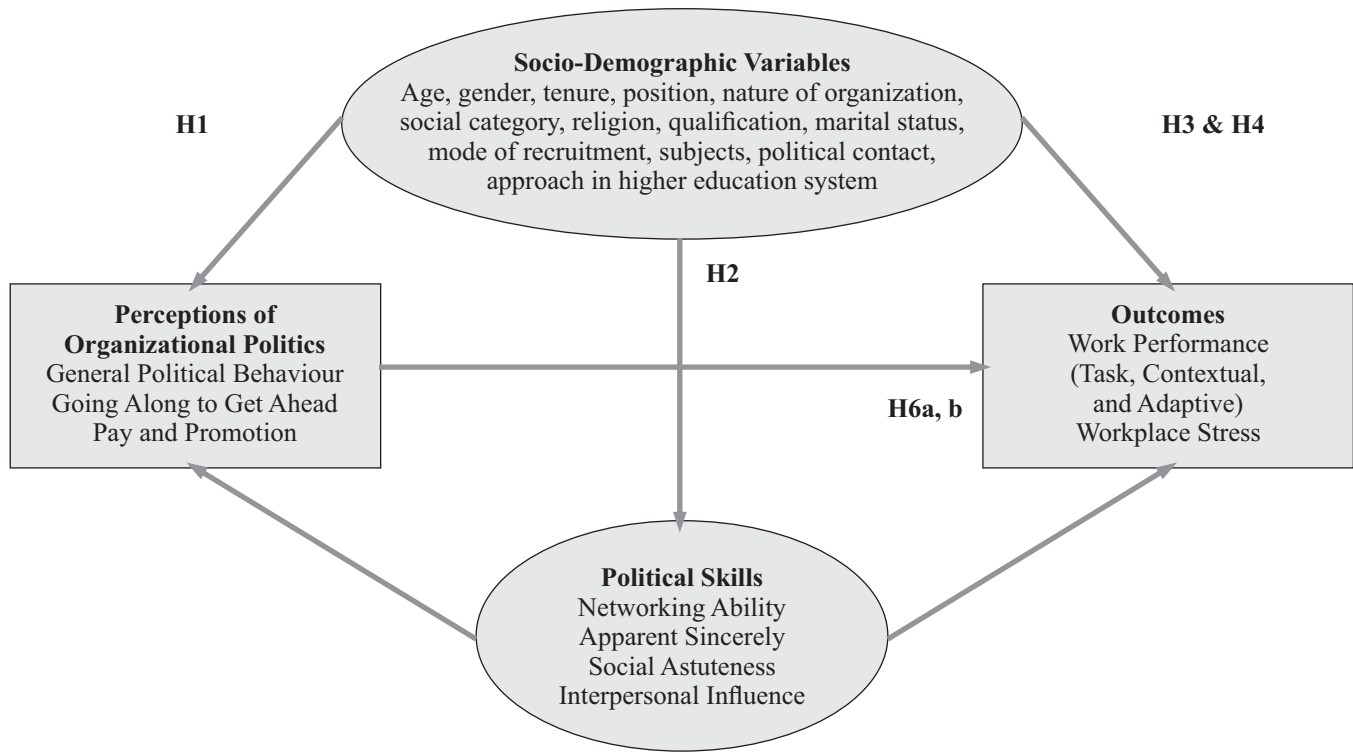 Socio-Demographic Variables
Age, gender, tenure, position, nature of organization,
social category, religion, qualification, marital status,
mode of recruitment, subjects, political contact,
approach in higher education system
H1
H3 & H4
H2
Perceptions of
Organizational Politics
General Political Behaviour
Going Along to Get Ahead
Pay and Promotion
Outcomes
Work Performance
(Task, Contextual,
and Adaptive)
Workplace Stress
H6a, b
Political Skills
Networking Ability
Apparent Sincerely
Social Astuteness
Interpersonal Influence